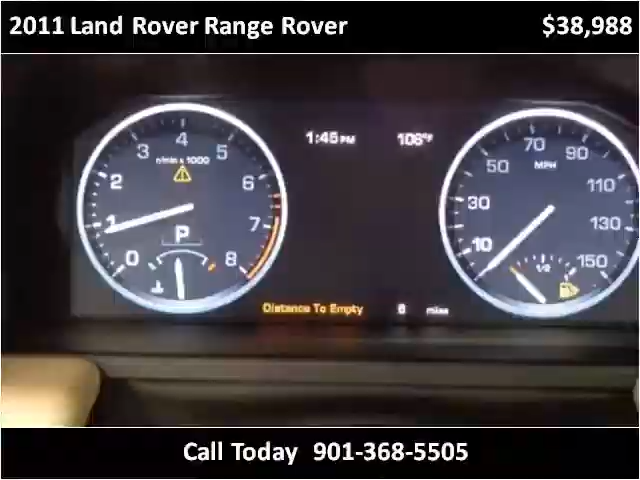 2011 Land Rover Range Rover $38,988
1:45 PM 106°F
0 1 2 3 4 5 6 7 8
r/min x 1000
P
10 30 50 70 90 110 130 150
MPH
1/2
Distance To Empty 6 miles
Call Today 901-368-5505